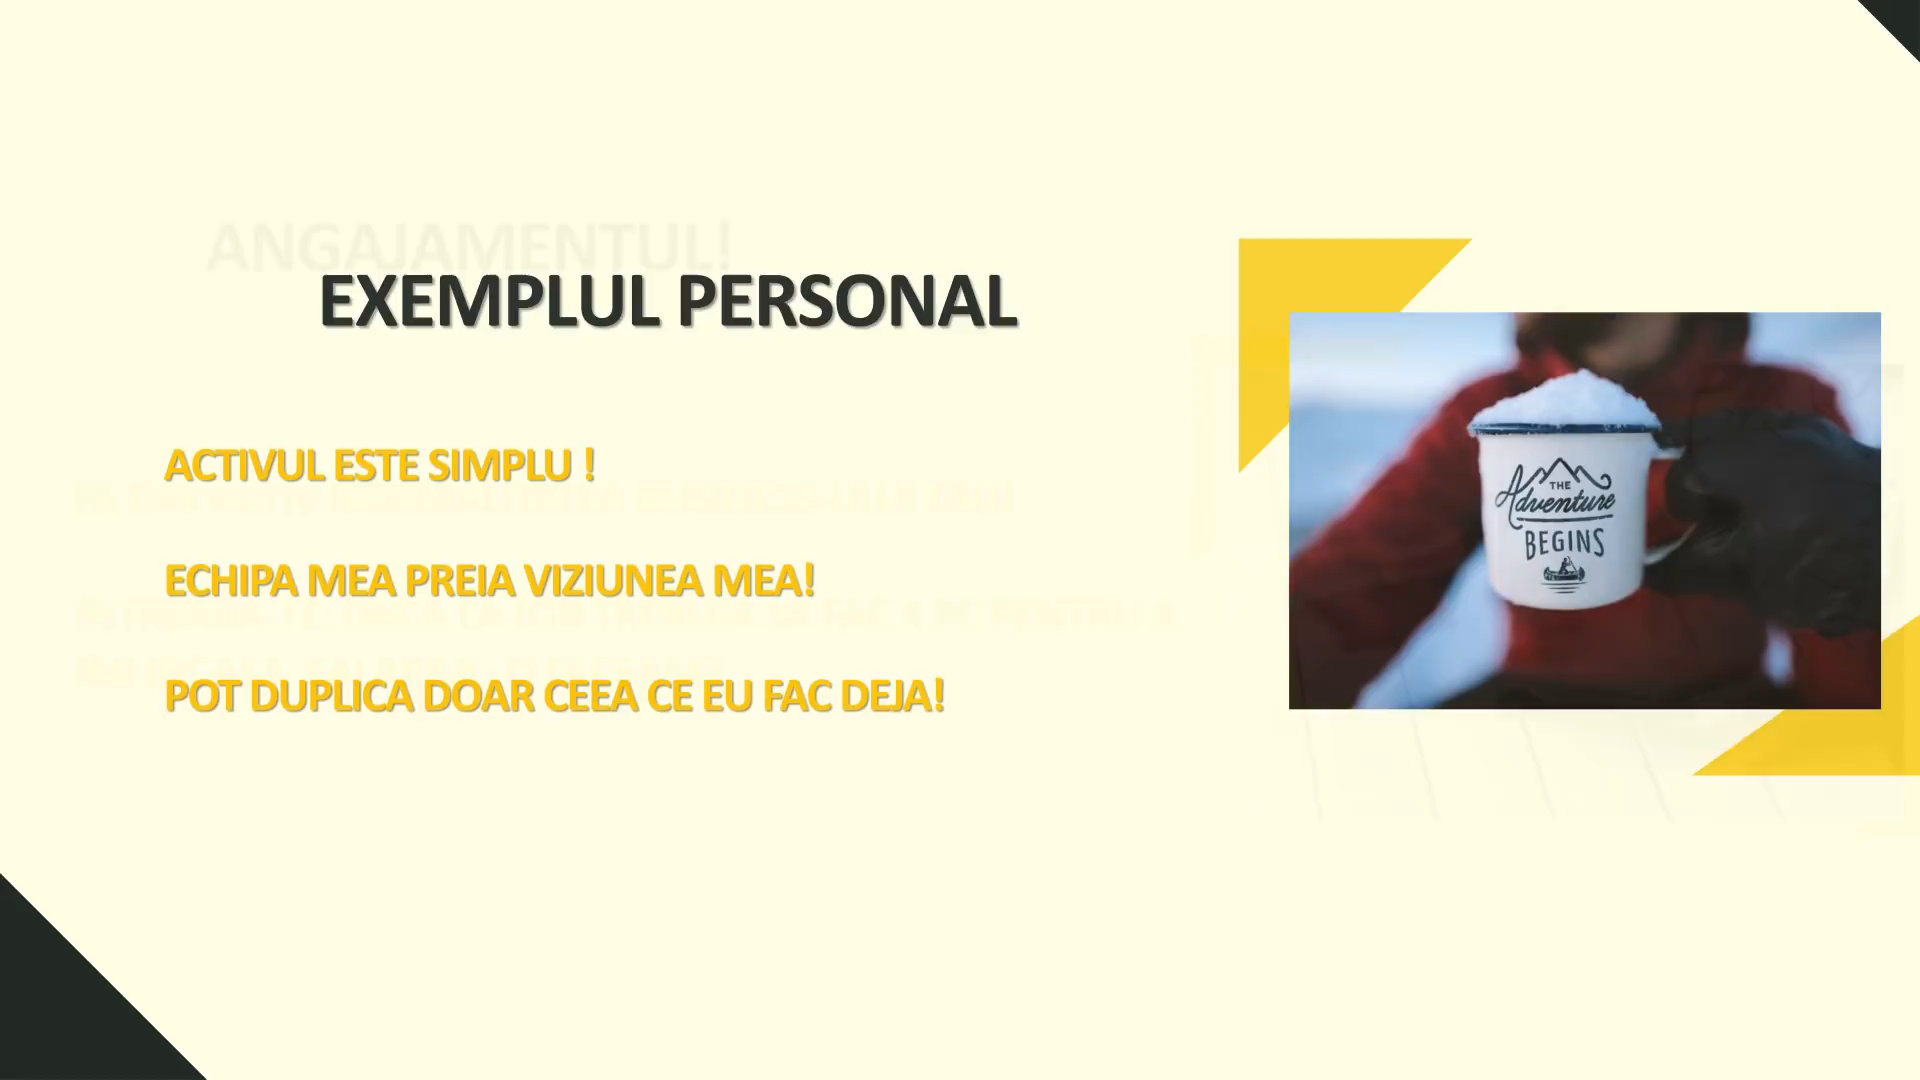 ANGAJAMENTUL!
EXEMPLUL PERSONAL
ACTIVUL ESTE SIMPLU !
ECHIPA MEA PREIA VIZIUNEA MEA!
POT DUPLICA DOAR CEEA CE EU FAC DEJA!
THE
Adventure
BEGINS